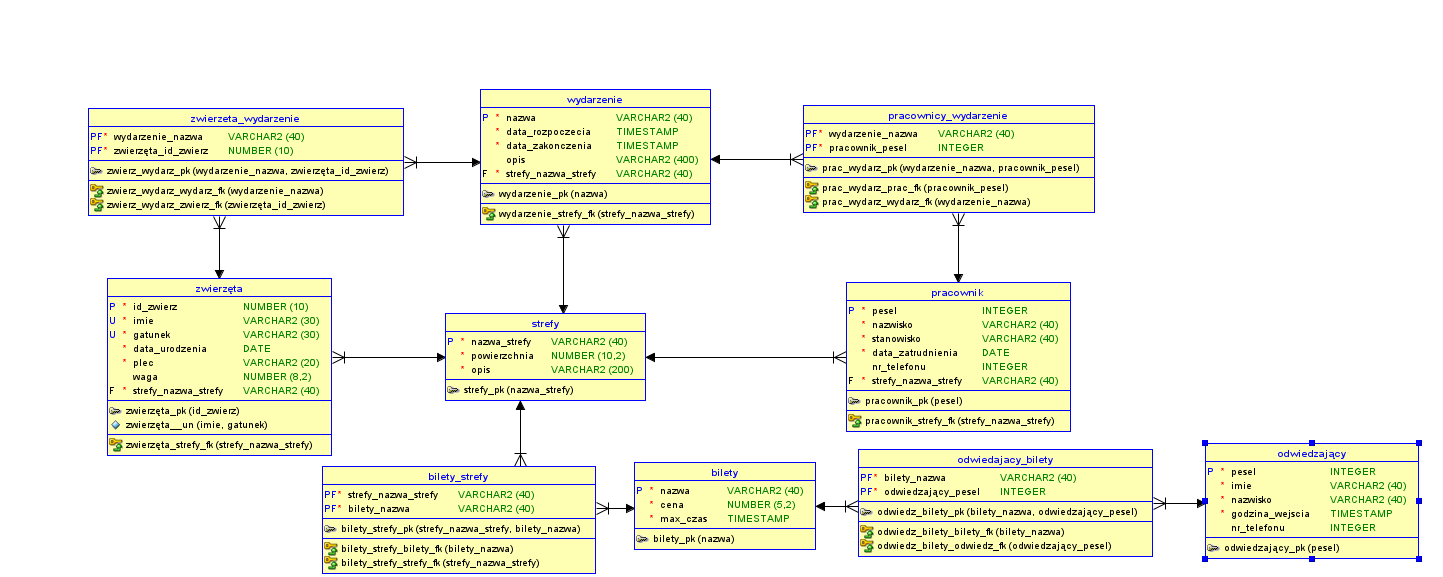 zwierzeta_wydarzenie
PF* wydarzenie_nazwa VARCHAR2 (40)
PF* zwierzęta_id_zwierz NUMBER (10)
zwierz_wydarz_pk (wydarzenie_nazwa, zwierzęta_id_zwierz)
zwierz_wydarz_wydarz_fk (wydarzenie_nazwa)
zwierz_wydarz_zwierz_fk (zwierzęta_id_zwierz)
wydarzenie
P * nazwa VARCHAR2 (40)
* data_rozpoczecia TIMESTAMP
* data_zakonczenia TIMESTAMP
opis VARCHAR2 (400)
F * strefy_nazwa_strefy VARCHAR2 (40)
wydarzenie_pk (nazwa)
wydarzenie_strefy_fk (strefy_nazwa_strefy)
pracownicy_wydarzenie
PF* wydarzenie_nazwa VARCHAR2 (40)
PF* pracownik_pesel INTEGER
prac_wydarz_pk (wydarzenie_nazwa, pracownik_pesel)
prac_wydarz_prac_fk (pracownik_pesel)
prac_wydarz_wydarz_fk (wydarzenie_nazwa)
zwierzęta
P * id_zwierz NUMBER (10)
U * imie VARCHAR2 (30)
U * gatunek VARCHAR2 (30)
* data_urodzenia DATE
* plec VARCHAR2 (20)
waga NUMBER (8,2)
F * strefy_nazwa_strefy VARCHAR2 (40)
zwierzęta_pk (id_zwierz)
zwierzęta__un (imie, gatunek)
zwierzęta_strefy_fk (strefy_nazwa_strefy)
strefy
P * nazwa_strefy VARCHAR2 (40)
* powierzchnia NUMBER (10,2)
* opis VARCHAR2 (200)
strefy_pk (nazwa_strefy)
pracownik
P * pesel INTEGER
* nazwisko VARCHAR2 (40)
* stanowisko VARCHAR2 (40)
* data_zatrudnienia DATE
nr_telefonu INTEGER
F * strefy_nazwa_strefy VARCHAR2 (40)
pracownik_pk (pesel)
pracownik_strefy_fk (strefy_nazwa_strefy)
bilety_strefy
PF* strefy_nazwa_strefy VARCHAR2 (40)
PF* bilety_nazwa VARCHAR2 (40)
bilety_strefy_pk (strefy_nazwa_strefy, bilety_nazwa)
bilety_strefy_bilety_fk (bilety_nazwa)
bilety_strefy_strefy_fk (strefy_nazwa_strefy)
bilety
P * nazwa VARCHAR2 (40)
* cena NUMBER (5,2)
* max_czas TIMESTAMP
bilety_pk (nazwa)
odwiedajacy_bilety
PF* bilety_nazwa VARCHAR2 (40)
PF* odwiedzający_pesel INTEGER
odwiedz_bilety_pk (bilety_nazwa, odwiedzający_pesel)
odwiedz_bilety_bilety_fk (bilety_nazwa)
odwiedz_bilety_odwiedz_fk (odwiedzający_pesel)
odwiedzający
P * pesel INTEGER
* imie VARCHAR2 (40)
* nazwisko VARCHAR2 (40)
* godzina_wejscia TIMESTAMP
nr_telefonu INTEGER
odwiedzający_pk (pesel)